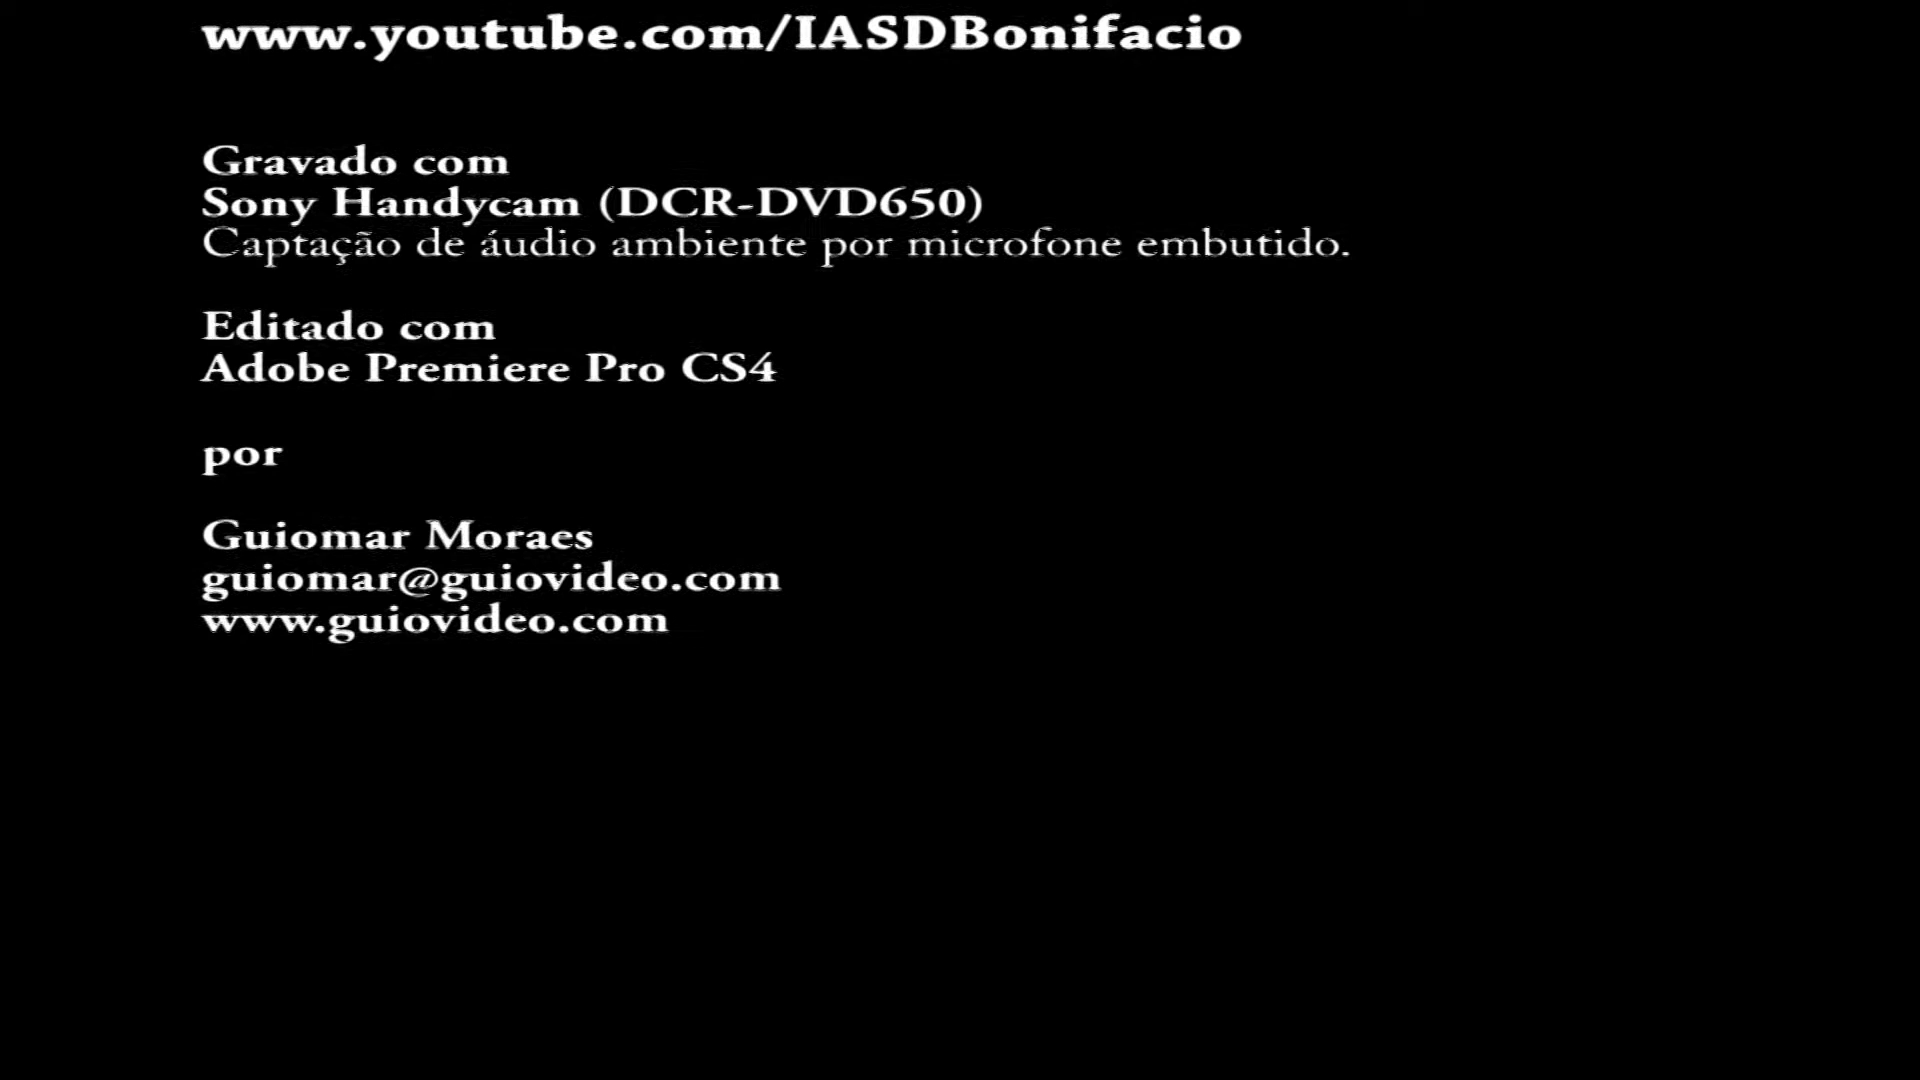 www.youtube.com/IASDBonifacio
Gravado com
Sony Handycam (DCR-DVD650)
Captação de áudio ambiente por microfone embutido.
Editado com
Adobe Premiere Pro CS4
por
Guiomar Moraes
guiomar@guiovideo.com
www.guiovideo.com